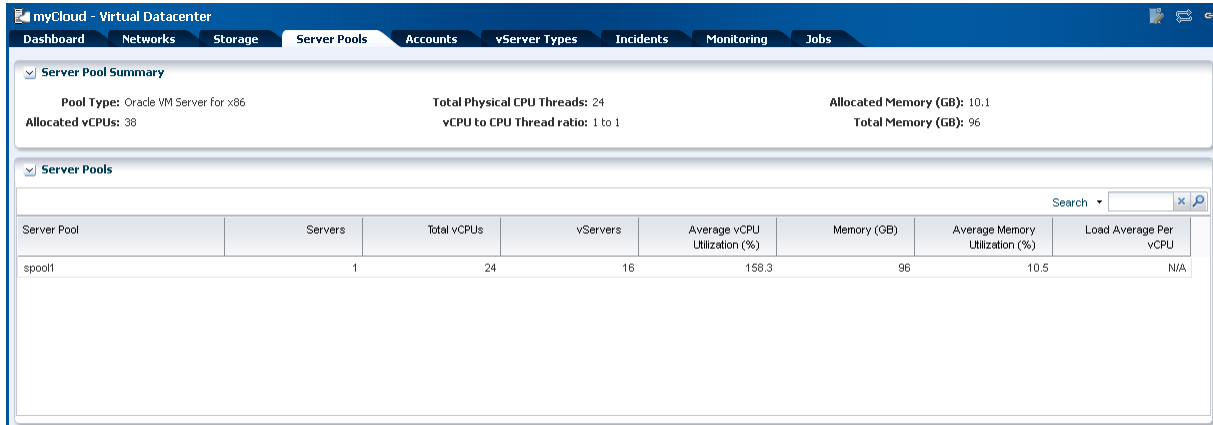 myCloud - Virtual Datacenter
Dashboard Networks Storage Server Pools Accounts vServer Types Incidents Monitoring Jobs
Server Pool Summary
Pool Type: Oracle VM Server for x86 Total Physical CPU Threads: 24 Allocated Memory (GB): 10.1
Allocated vCPUs: 38 vCPU to CPU Thread ratio: 1 to 1 Total Memory (GB): 96
Server Pools
Search
Server Pool Servers Total vCPUs vServers Average vCPU Utilization (%) Memory (GB) Average Memory Utilization (%) Load Average Per vCPU
spool1 1 24 16 158.3 96 10.5 N/A